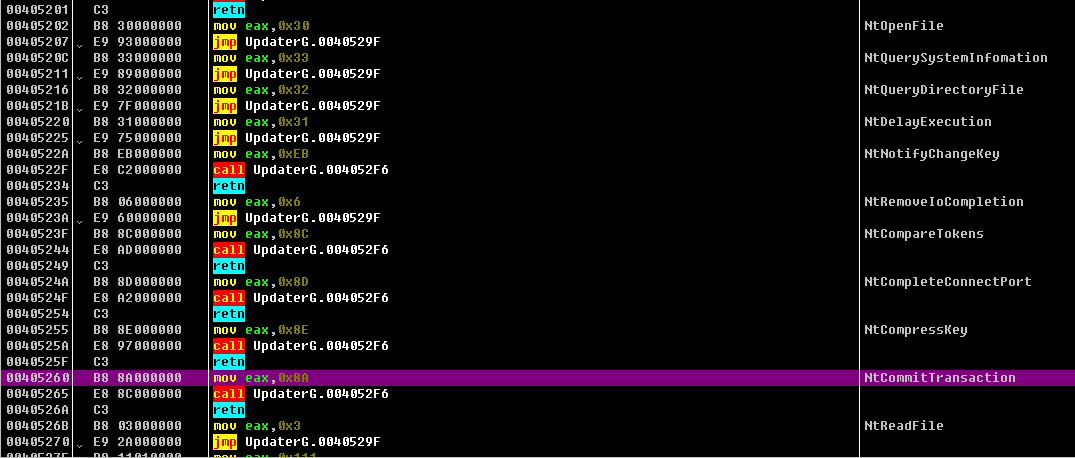 00405201 C3 retn
00405202 B8 30000000 mov eax,0x30 NtOpenFile
00405207 E9 93000000 jmp UpdaterG.0040529F
0040520C B8 33000000 mov eax,0x33 NtQuerySystemInfomation
00405211 E9 89000000 jmp UpdaterG.0040529F
00405216 B8 32000000 mov eax,0x32 NtQueryDirectoryFile
0040521B E9 7F000000 jmp UpdaterG.0040529F
00405220 B8 31000000 mov eax,0x31 NtDelayExecution
00405225 E9 75000000 jmp UpdaterG.0040529F
0040522A B8 EB000000 mov eax,0xEB NtNotifyChangeKey
0040522F E8 C2000000 call UpdaterG.004052F6
00405234 C3 retn
00405235 B8 06000000 mov eax,0x6 NtRemoveIoCompletion
0040523A E9 60000000 jmp UpdaterG.0040529F
0040523F B8 8C000000 mov eax,0x8C NtCompareTokens
00405244 E8 AD000000 call UpdaterG.004052F6
00405249 C3 retn
0040524A B8 8D000000 mov eax,0x8D NtCompleteConnectPort
0040524F E8 A2000000 call UpdaterG.004052F6
00405254 C3 retn
00405255 B8 8E000000 mov eax,0x8E NtCompressKey
0040525A E8 97000000 call UpdaterG.004052F6
0040525F C3 retn
00405260 B8 8A000000 mov eax,0x8A NtCommitTransaction
00405265 E8 8C000000 call UpdaterG.004052F6
0040526A C3 retn
0040526B B8 03000000 mov eax,0x3 NtReadFile
00405270 E9 2A000000 jmp UpdaterG.0040529F